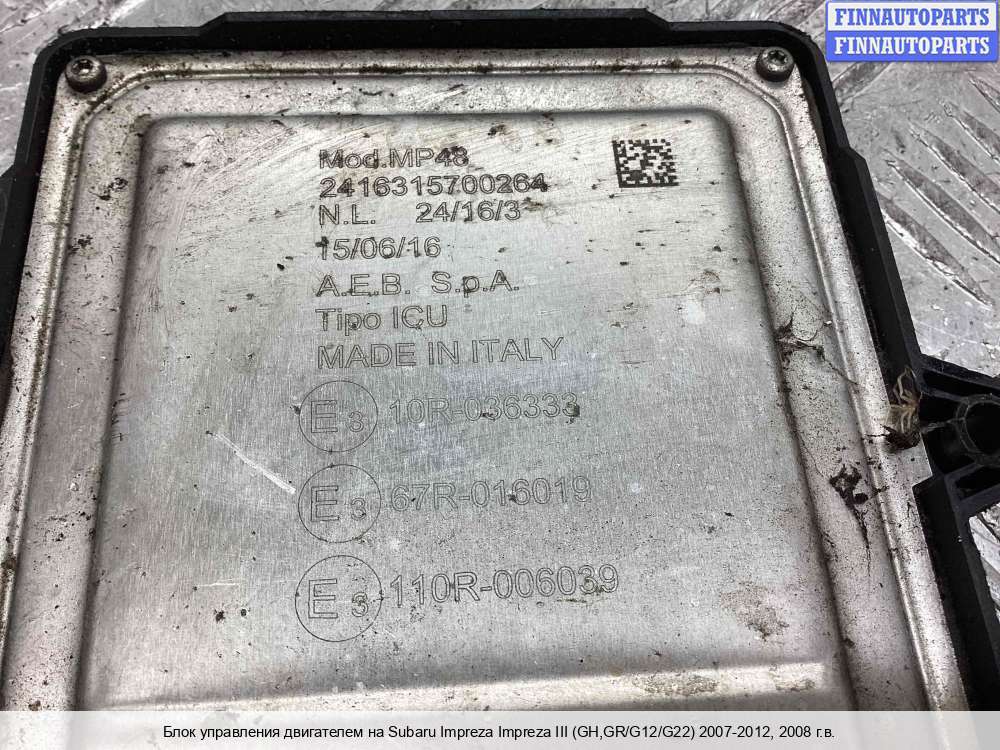 FINNAUTOPARTS
FINNAUTOPARTS
Mod.MP48
2416315700264
N.L. 24/16/3
15/06/16
A.E.B. S.p.A.
Tipo ICU
MADE IN ITALY
E3 10R-036333
E3 67R-016019
E3 110R-006039
Блок управления двигателем на Subaru Impreza Impreza III (GH,GR/G12/G22) 2007-2012, 2008 г.в.